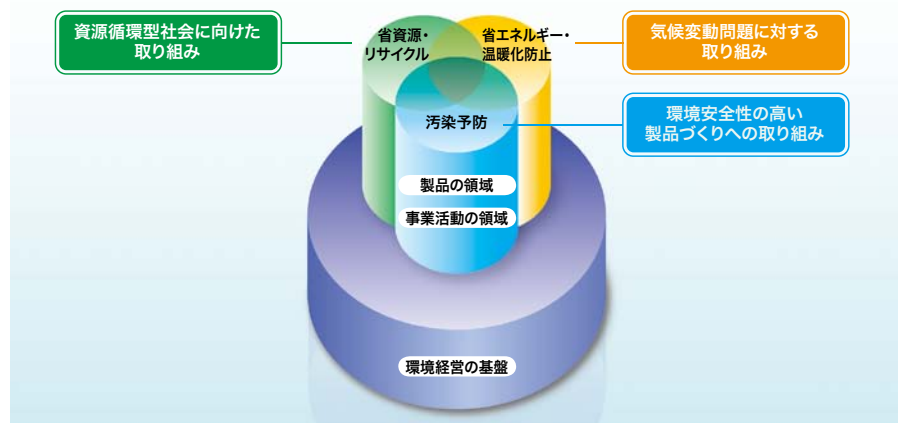 資源循環型社会に向けた
取り組み
省資源・
リサイクル
省エネルギー・
温暖化防止
気候変動問題に対する
取り組み
汚染予防
環境安全性の高い
製品づくりへの取り組み
製品の領域
事業活動の領域
環境経営の基盤